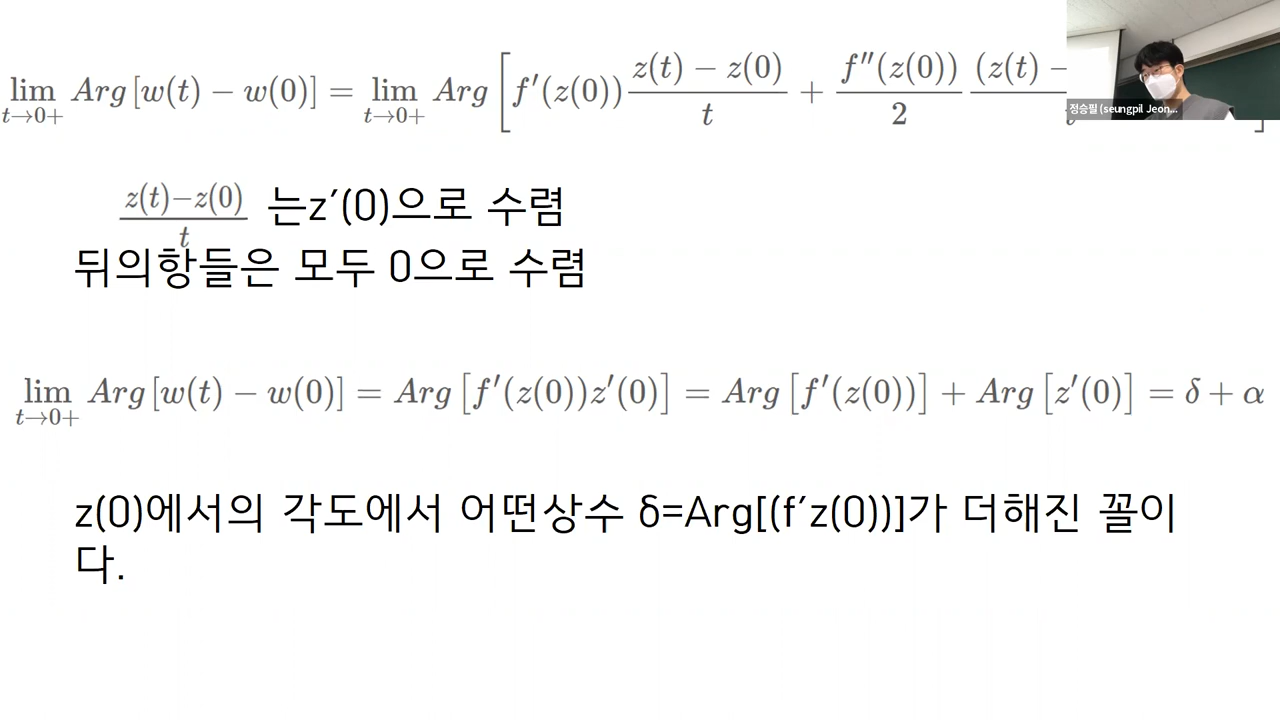 lim t→0+ Arg [w(t) − w(0)] = lim t→0+ Arg [f′(z(0)) (z(t) − z(0))/t + f″(z(0))/2 (z(t) −
정승필 (seungpil Jeon...
(z(t)−z(0))/t 는z′(0)으로 수렴
뒤의항들은 모두 0으로 수렴
lim t→0+ Arg [w(t) − w(0)] = Arg [f′(z(0))z′(0)] = Arg [f′(z(0))] + Arg [z′(0)] = δ + α
z(0)에서의 각도에서 어떤상수 δ=Arg[(f′z(0))]가 더해진 꼴이
다.